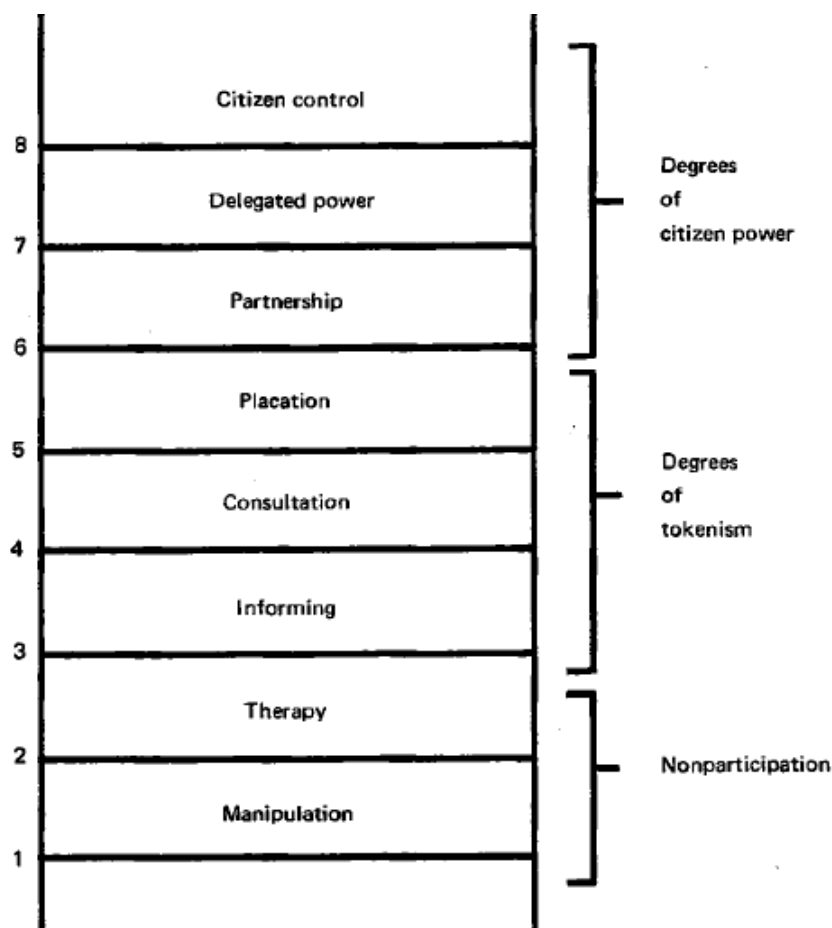 Citizen control
8
Delegated power
7
Partnership
6
Placation
5
Consultation
4
Informing
3
Therapy
2
Manipulation
1
Degrees
of
citizen power
Degrees
of
tokenism
Nonparticipation